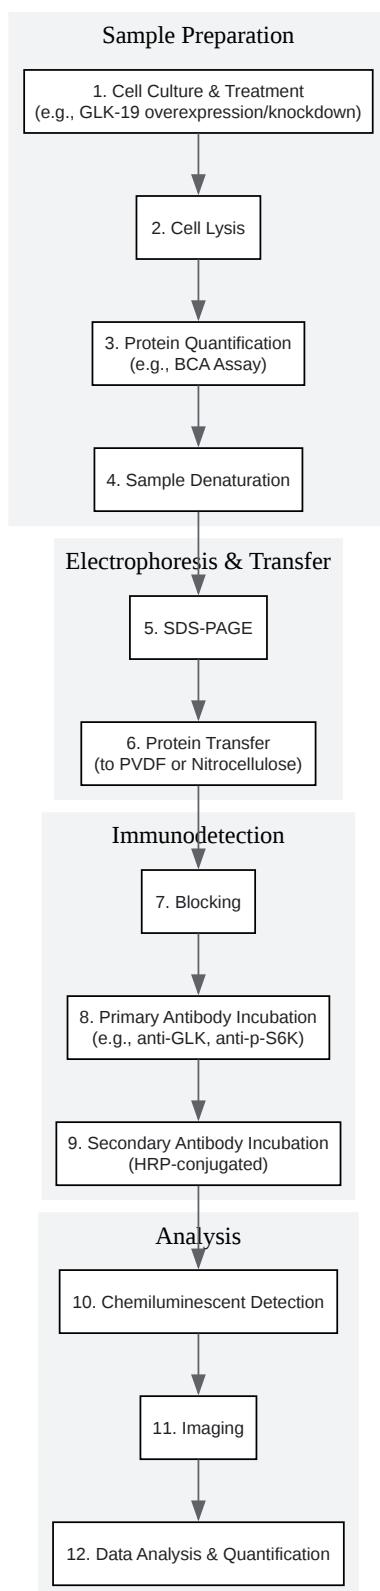 Sample Preparation
1. Cell Culture & Treatment
(e.g., GLK-19 overexpression/knockdown)
2. Cell Lysis
3. Protein Quantification
(e.g., BCA Assay)
4. Sample Denaturation
Electrophoresis & Transfer
5. SDS-PAGE
6. Protein Transfer
(to PVDF or Nitrocellulose)
Immunodetection
7. Blocking
8. Primary Antibody Incubation
(e.g., anti-GLK, anti-p-S6K)
9. Secondary Antibody Incubation
(HRP-conjugated)
Analysis
10. Chemiluminescent Detection
11. Imaging
12. Data Analysis & Quantification